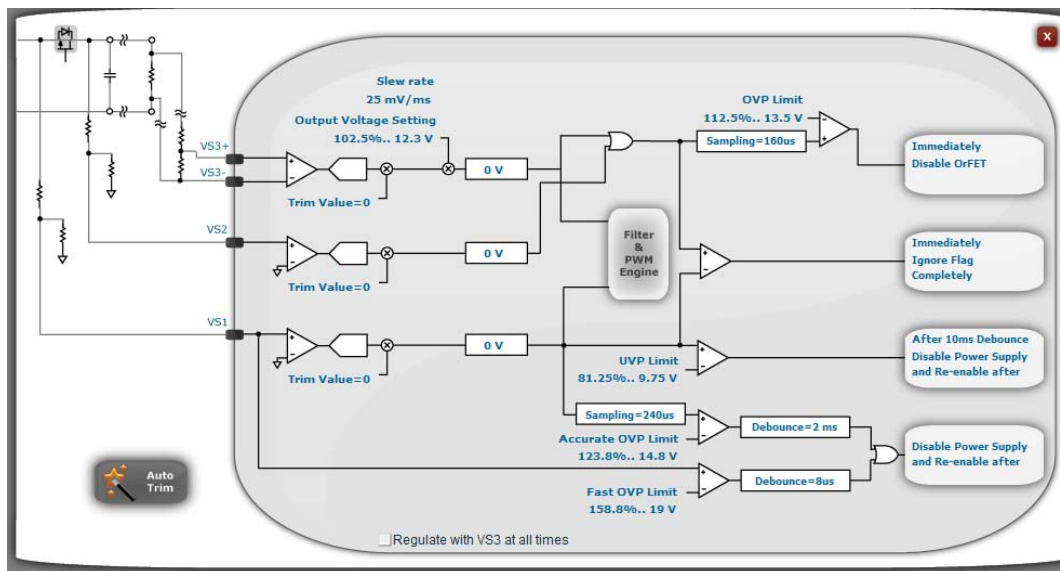 x
Slew rate
25 mV/ms
OVP Limit
112.5%.. 13.5 V
Output Voltage Setting
102.5%.. 12.3 V
Sampling=160us
Immediately
Disable OrFET
VS3+
VS3-
0 V
Trim Value=0
Filter
&
PWM
Engine
Immediately
Ignore Flag
Completely
VS2
0 V
Trim Value=0
VS1
0 V
Trim Value=0
UVP Limit
81.25%.. 9.75 V
After 10ms Debounce
Disable Power Supply
and Re-enable after
Sampling=240us
Debounce=2 ms
Accurate OVP Limit
123.8%.. 14.8 V
Disable Power Supply
and Re-enable after
Auto
Trim
Debounce=8us
Fast OVP Limit
158.8%.. 19 V
Regulate with VS3 at all times